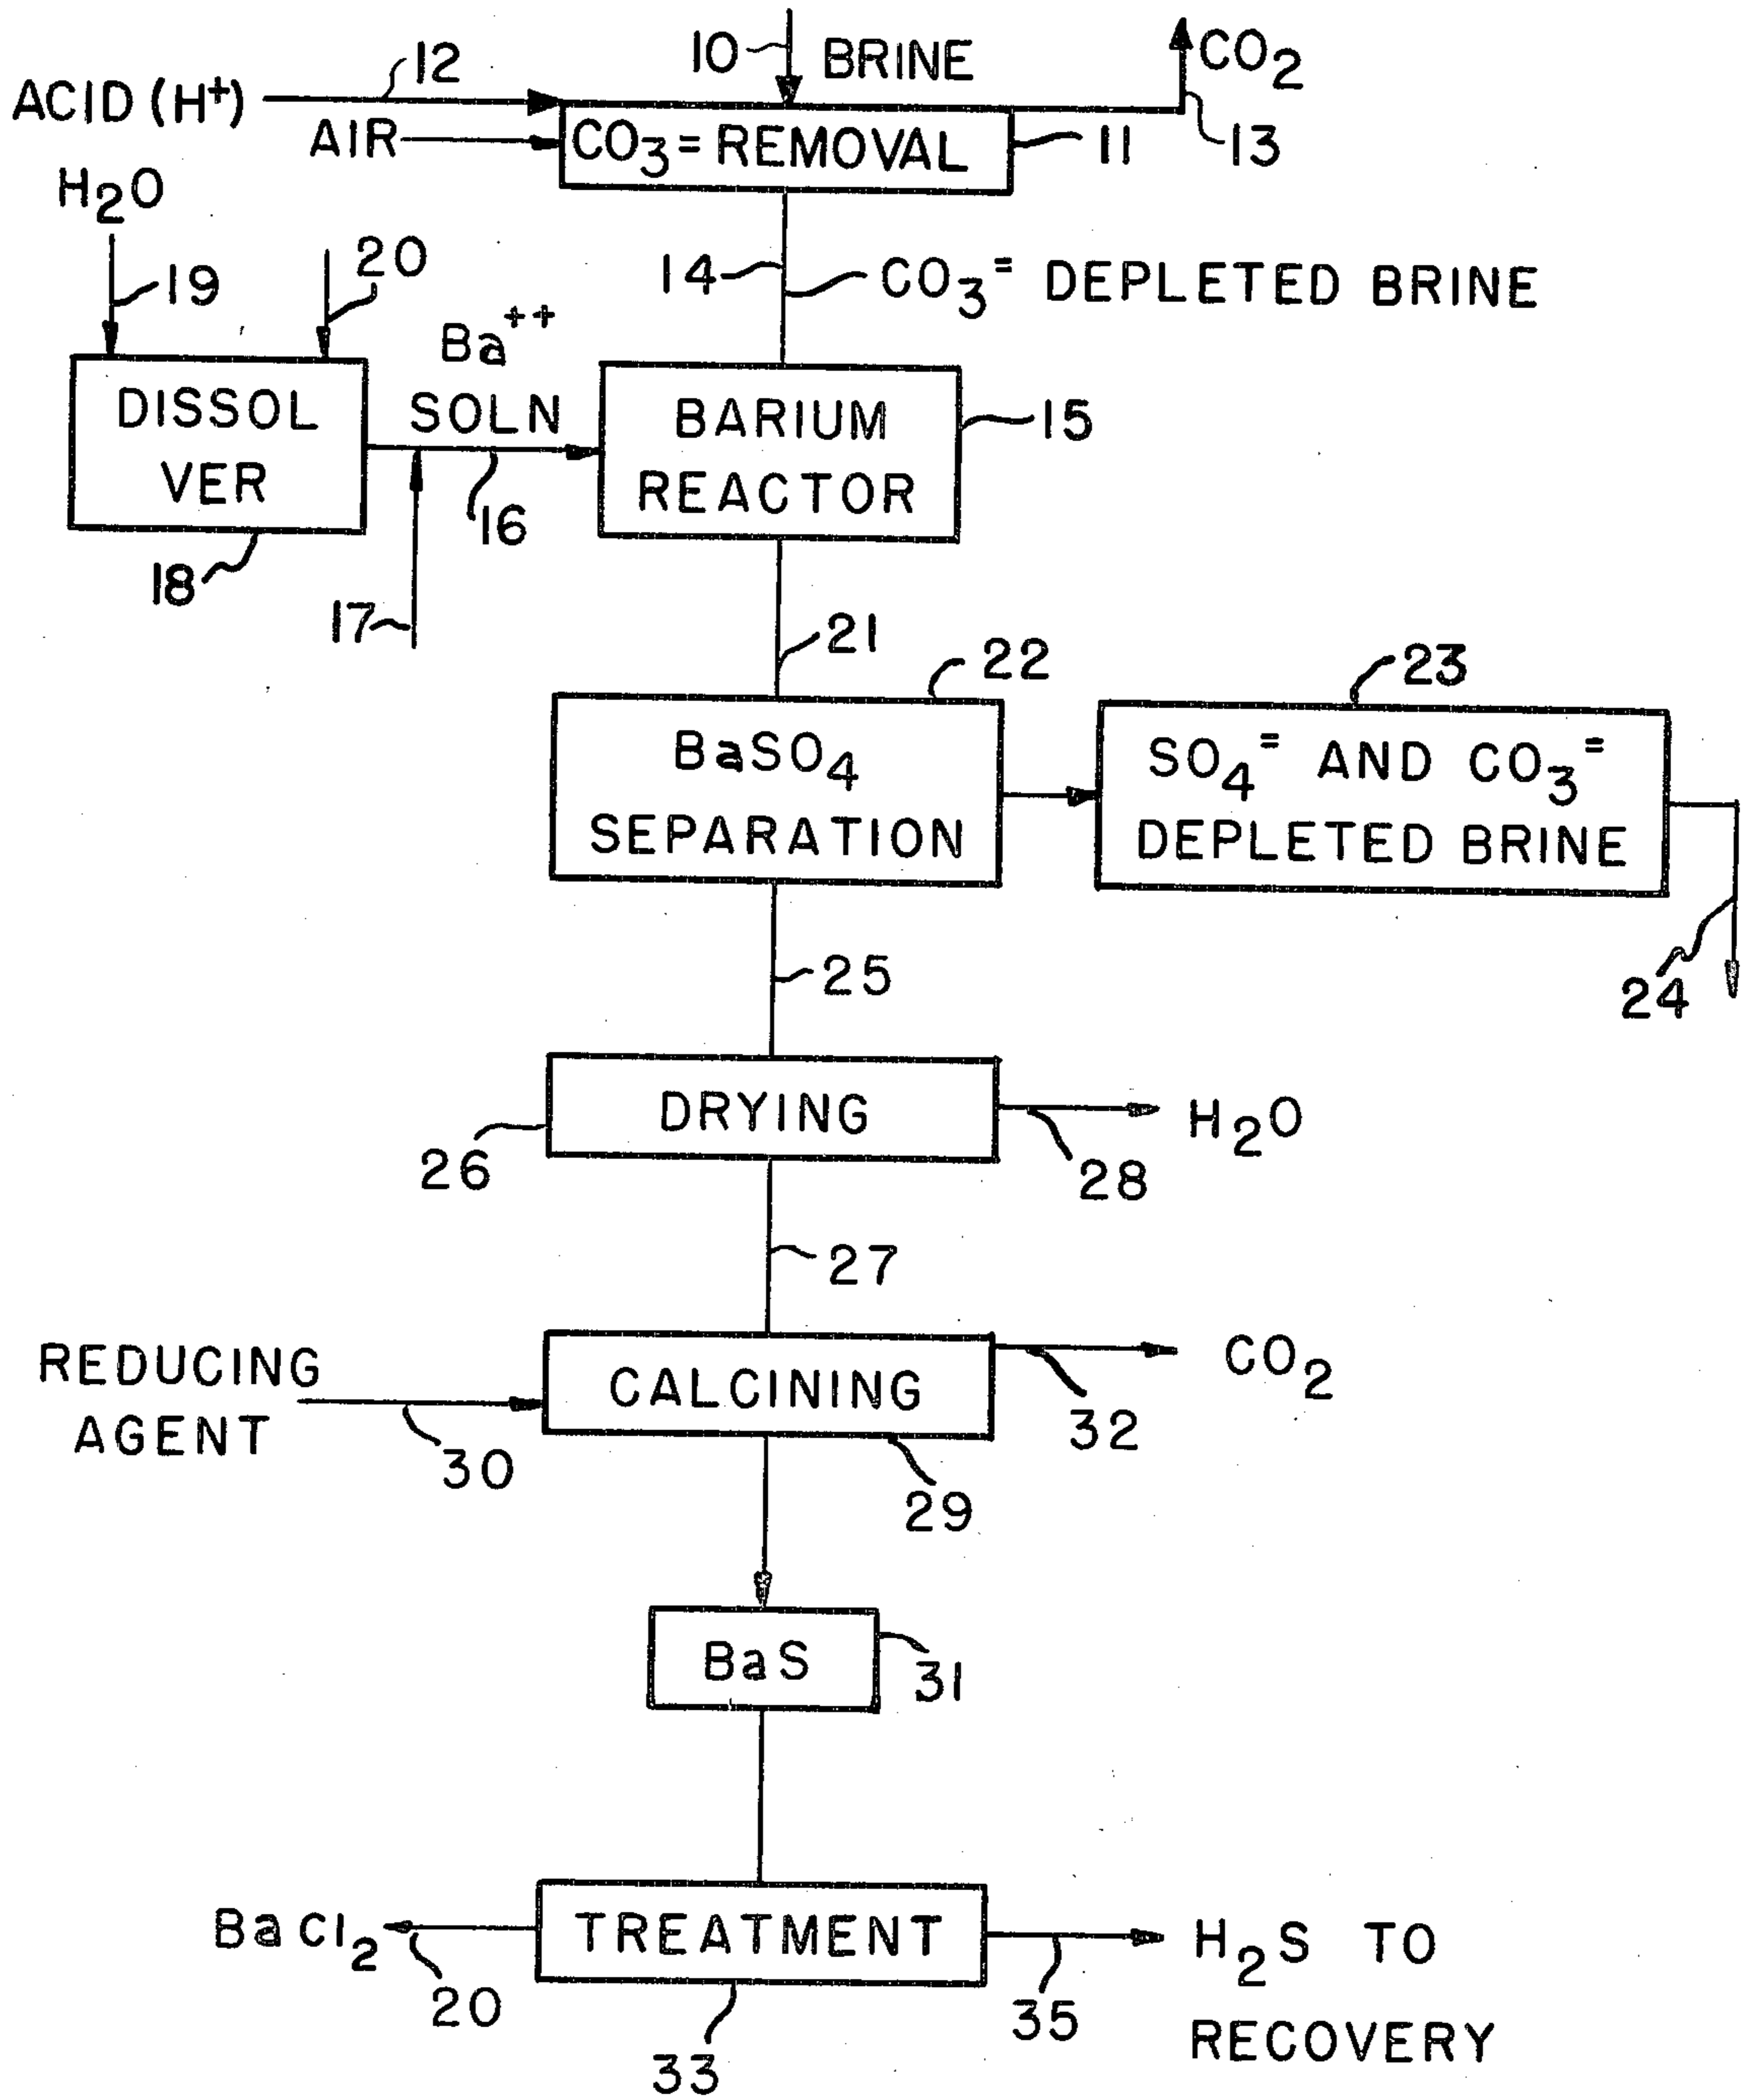 10 BRINE
CO2
12
ACID (H+)
AIR
CO3= REMOVAL
11
13
H2O
19
20
14
CO3= DEPLETED BRINE
Ba++
SOLN
DISSOL
VER
BARIUM
REACTOR
15
16
18
17
21
22
23
BaSO4
SEPARATION
SO4= AND CO3=
DEPLETED BRINE
24
25
DRYING
H2O
26
28
27
REDUCING
AGENT
CALCINING
CO2
30
32
29
BaS
31
BaCl2
TREATMENT
H2S TO
RECOVERY
20
35
33